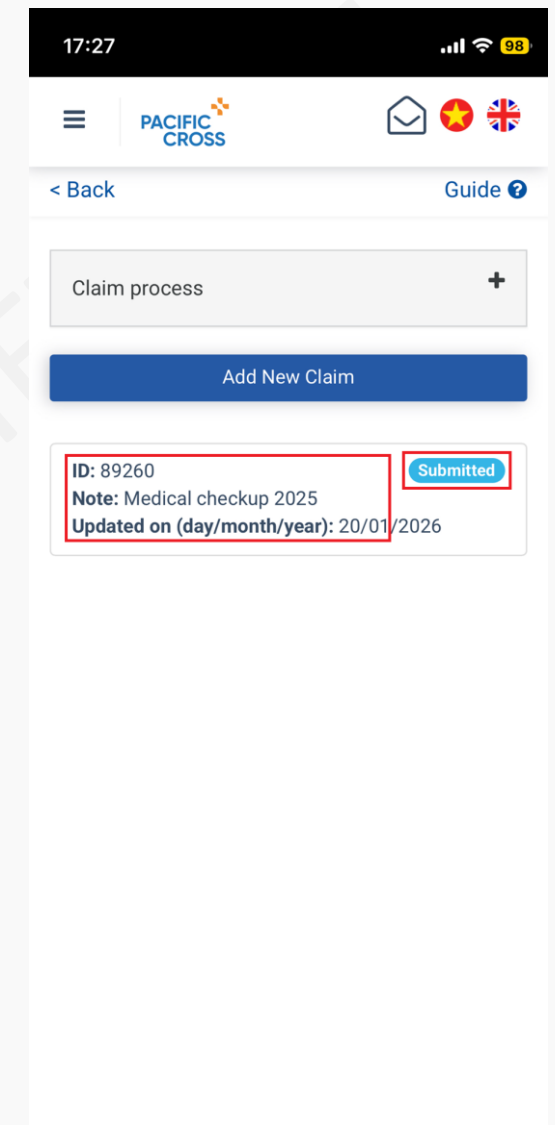 17:27
98
PACIFIC
CROSS
< Back
Guide ?
Claim process
+
Add New Claim
ID: 89260
Submitted
Note: Medical checkup 2025
Updated on (day/month/year): 20/01/2026